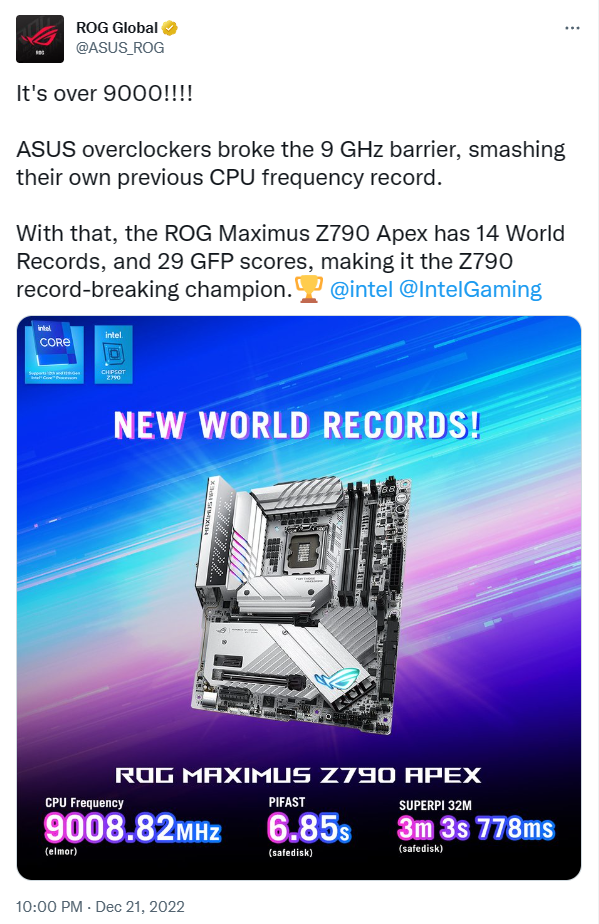 ROG Global
@ASUS_ROG
It's over 9000!!!!
ASUS overclockers broke the 9 GHz barrier, smashing
their own previous CPU frequency record.
With that, the ROG Maximus Z790 Apex has 14 World
Records, and 29 GFP scores, making it the Z790
record-breaking champion.🏆 @intel @IntelGaming
intel
CORE
intel
CHIPSET
Z790
NEW WORLD RECORDS!
MAXIMUS
ROG
ROG MAXIMUS Z790 APEX
CPU Frequency
9008.82MHz
(elmor)
PIFAST
6.85s
(safedisk)
SUPERPI 32M
3m 3s 778ms
(safedisk)
10:00 PM · Dec 21, 2022